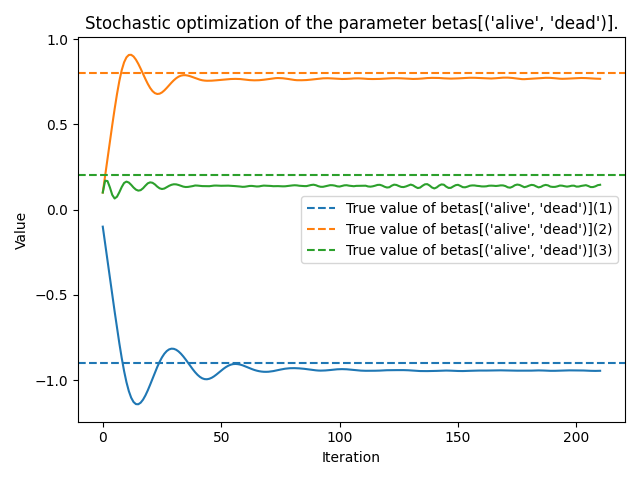 Stochastic optimization of the parameter betas[('alive', 'dead')].
1.0
0.5
0.0
−0.5
−1.0
Value
True value of betas[('alive', 'dead')](1)
True value of betas[('alive', 'dead')](2)
True value of betas[('alive', 'dead')](3)
0 50 100 150 200
Iteration